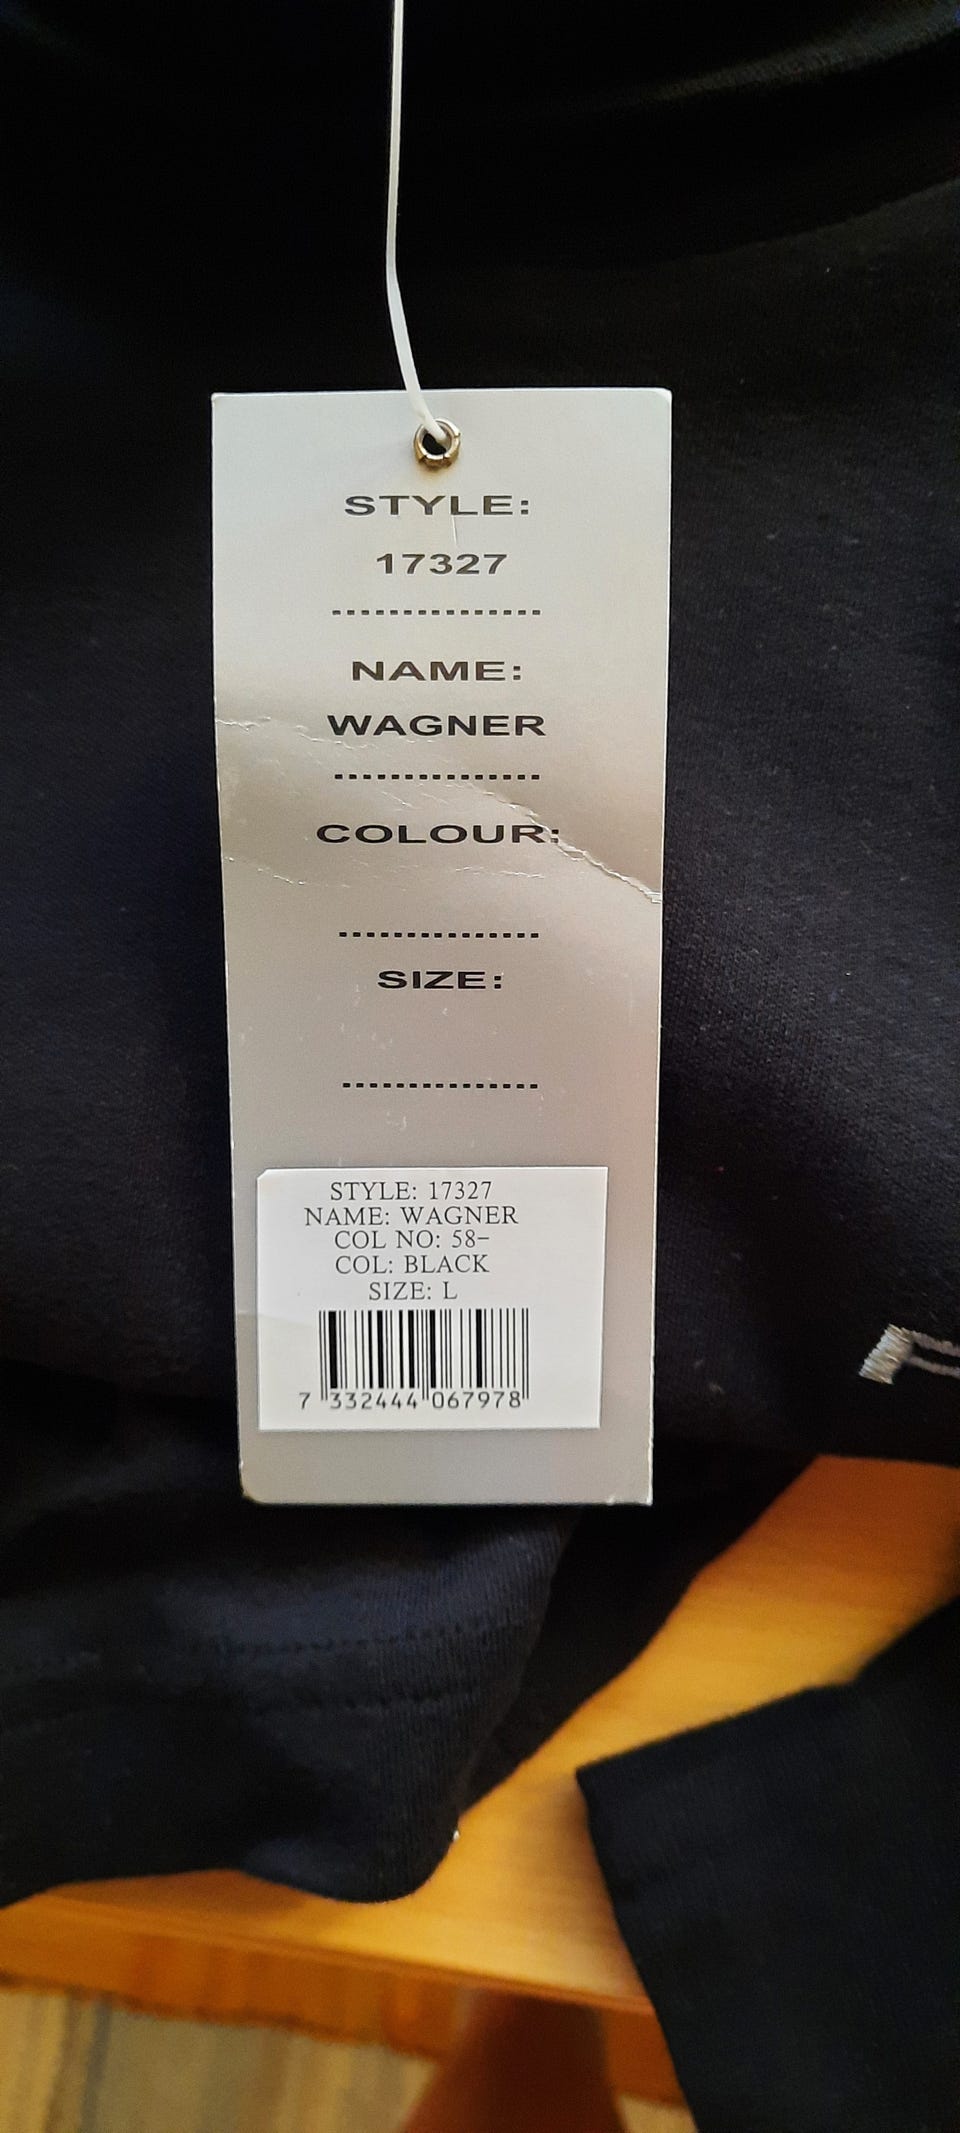 STYLE:
17327
NAME:
WAGNER
COLOUR:
SIZE:
STYLE: 17327
NAME: WAGNER
COL NO: 58-
COL: BLACK
SIZE: L
7 332444 067978